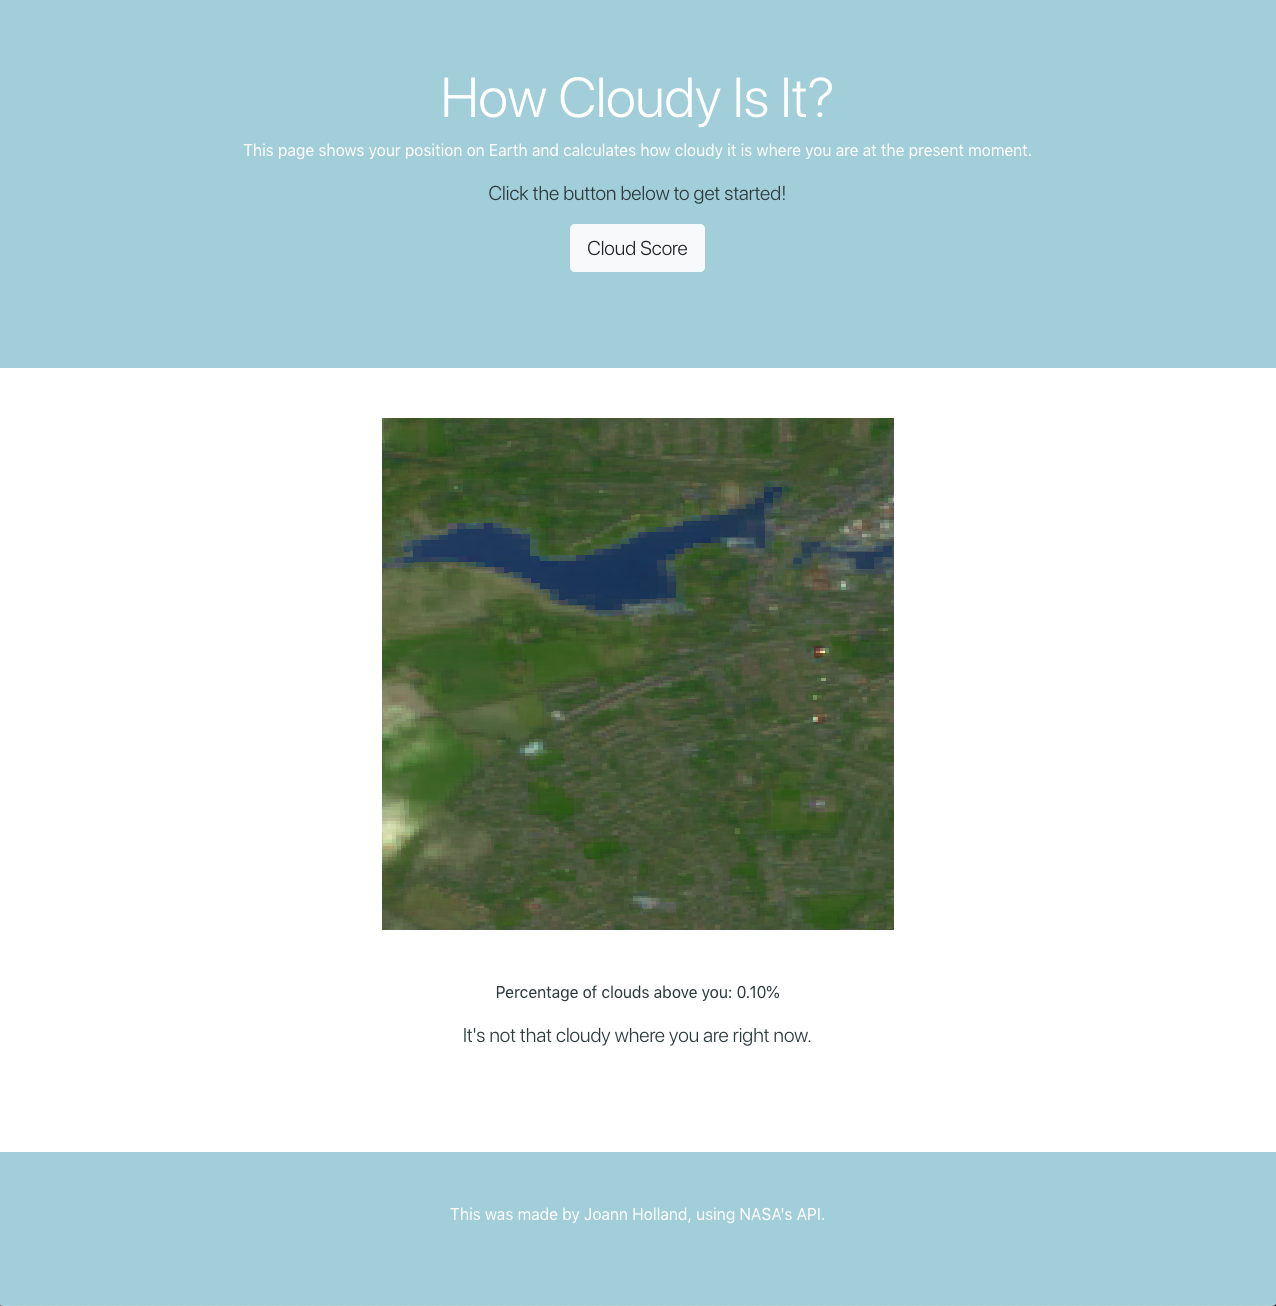 How Cloudy Is It?
This page shows your position on Earth and calculates how cloudy it is where you are at the present moment.
Click the button below to get started!
Cloud Score
Percentage of clouds above you: 0.10%
It's not that cloudy where you are right now.
This was made by Joann Holland, using NASA's API.